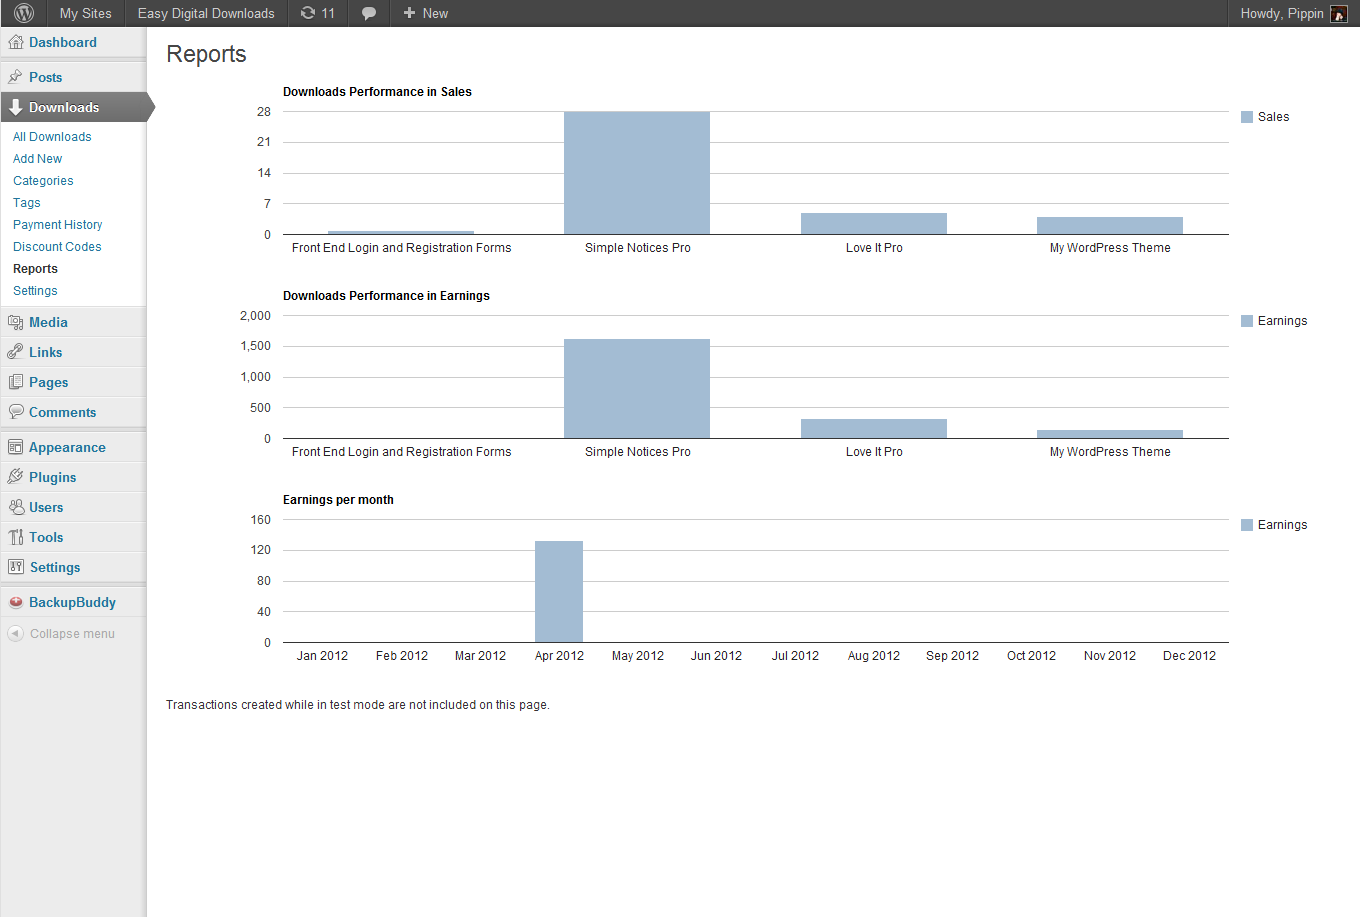 My Sites Easy Digital Downloads 11 New Howdy, Pippin
Dashboard
Posts
Downloads
All Downloads
Add New
Categories
Tags
Payment History
Discount Codes
Reports
Settings
Media
Links
Pages
Comments
Appearance
Plugins
Users
Tools
Settings
BackupBuddy
Collapse menu
Reports
Downloads Performance in Sales
28
21
14
7
0
Front End Login and Registration Forms Simple Notices Pro Love It Pro My WordPress Theme
Sales
Downloads Performance in Earnings
2,000
1,500
1,000
500
0
Front End Login and Registration Forms Simple Notices Pro Love It Pro My WordPress Theme
Earnings
Earnings per month
160
120
80
40
0
Jan 2012 Feb 2012 Mar 2012 Apr 2012 May 2012 Jun 2012 Jul 2012 Aug 2012 Sep 2012 Oct 2012 Nov 2012 Dec 2012
Earnings
Transactions created while in test mode are not included on this page.